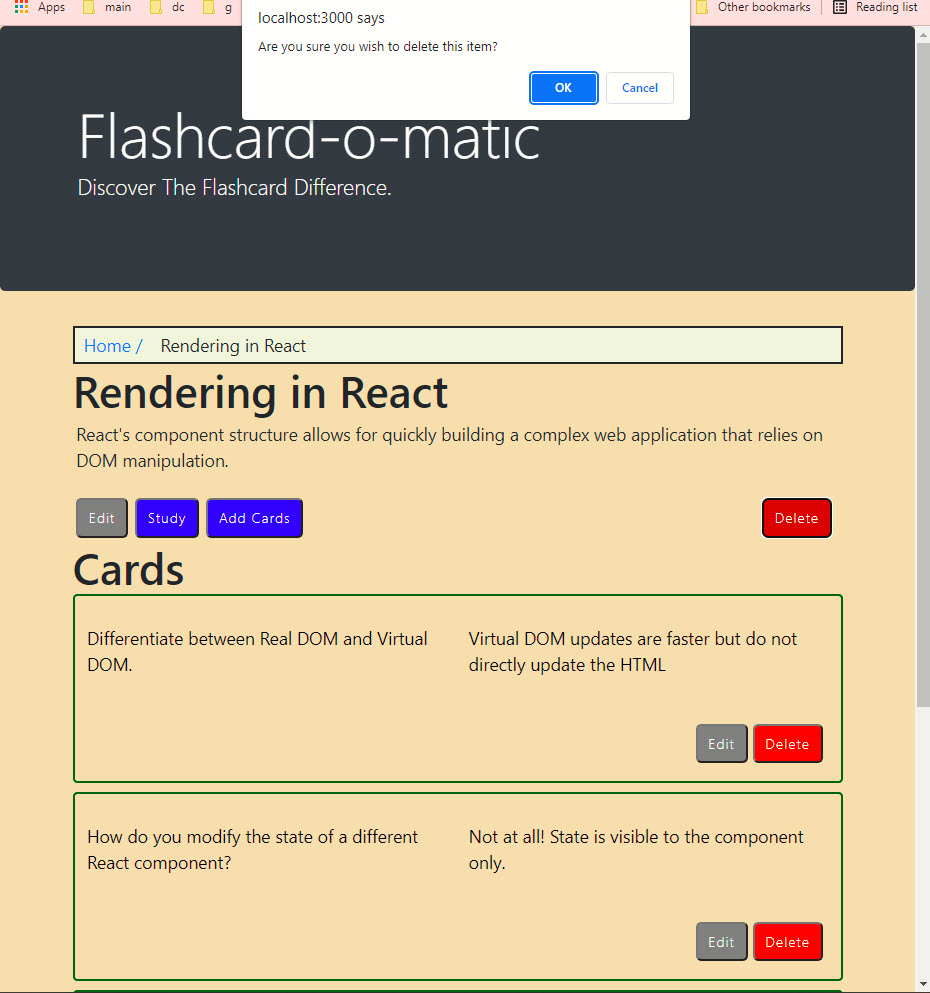 Apps main dc g Other bookmarks Reading list
localhost:3000 says
Are you sure you wish to delete this item?
OK Cancel
Flashcard-o-matic
Discover The Flashcard Difference.
Home / Rendering in React
Rendering in React
React's component structure allows for quickly building a complex web application that relies on
DOM manipulation.
Edit Study Add Cards Delete
Cards
Differentiate between Real DOM and Virtual
DOM.
Virtual DOM updates are faster but do not
directly update the HTML
Edit Delete
How do you modify the state of a different
React component?
Not at all! State is visible to the component
only.
Edit Delete